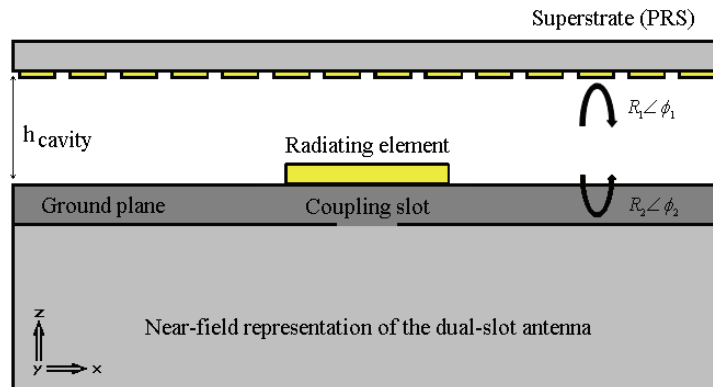 Superstrate (PRS)
h cavity
R₁∠ϕ₁
Radiating element
Ground plane
Coupling slot
R₂∠ϕ₂
Near-field representation of the dual-slot antenna
z
y
x